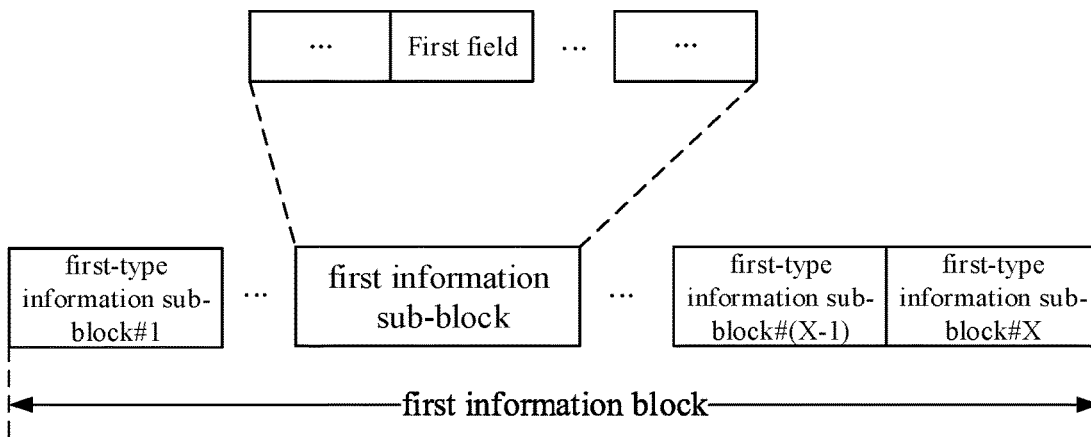 ... First field ... ...
first-type
information sub-
block#1
...
first information
sub-block
...
first-type
information sub-
block#(X-1)
first-type
information sub-
block#X
first information block